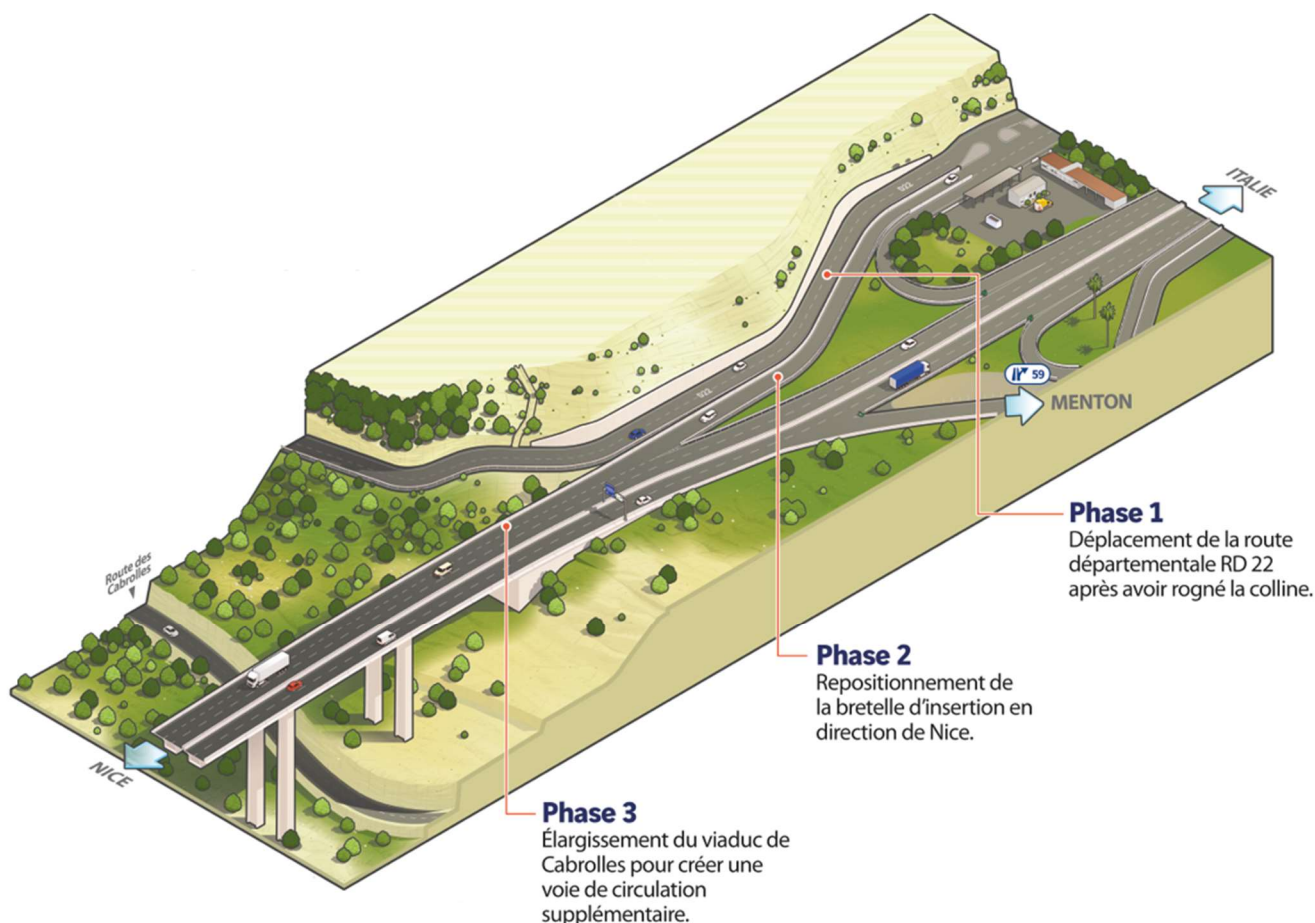 D22
ITALIE
59
MENTON
D22
Phase 1
Déplacement de la route
départementale RD 22
après avoir rogné la colline.
Route des
Cabrolles
Phase 2
Repositionnement de
la bretelle d'insertion en
direction de Nice.
NICE
Phase 3
Élargissement du viaduc de
Cabrolles pour créer une
voie de circulation
supplémentaire.